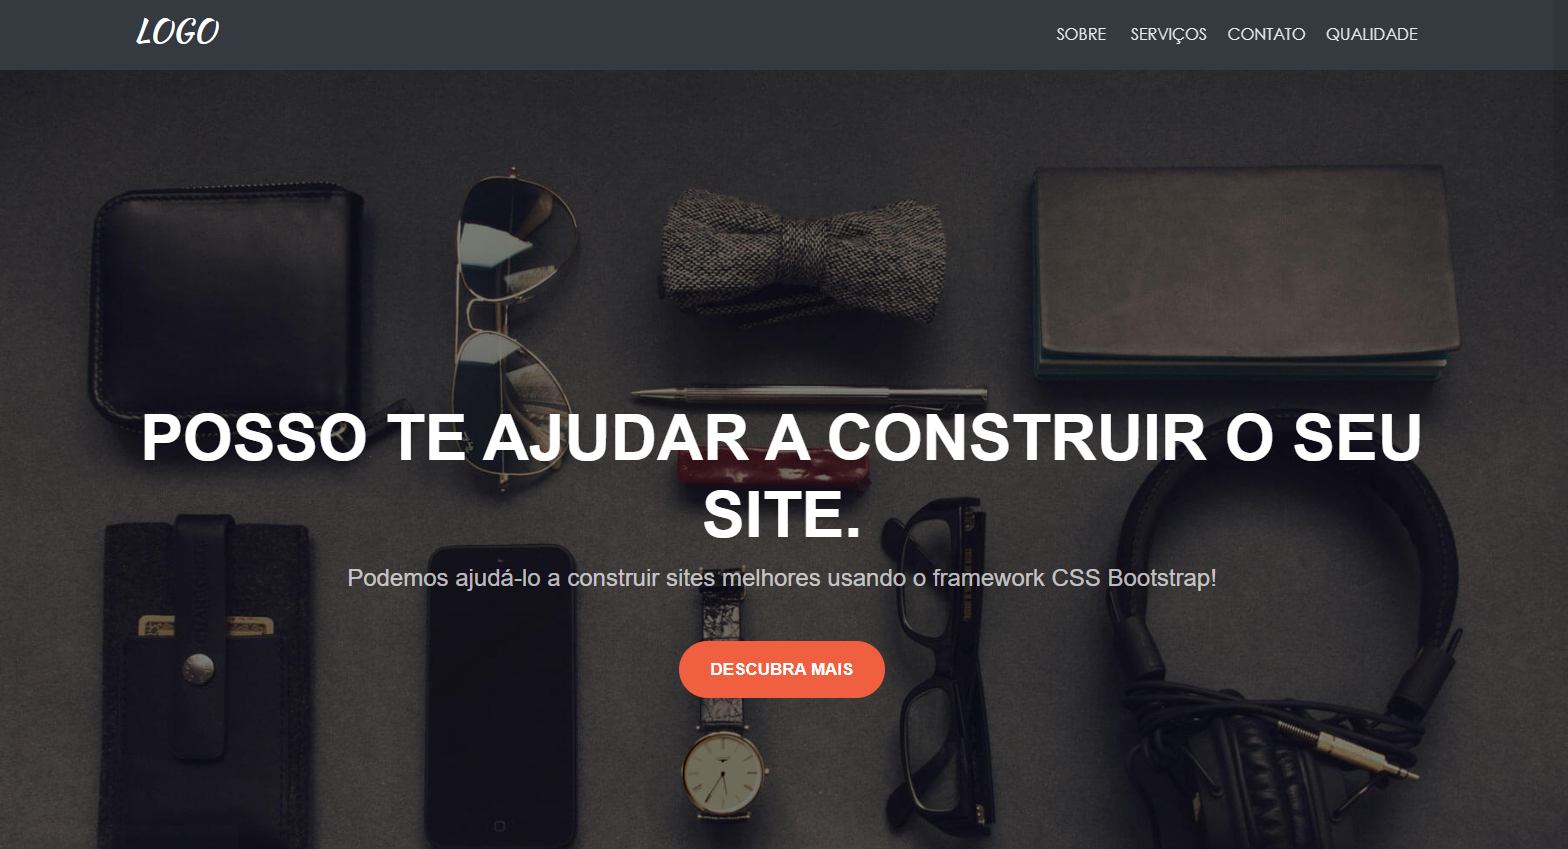 LOGO
SOBRE SERVIÇOS CONTATO QUALIDADE
POSSO TE AJUDAR A CONSTRUIR O SEU
SITE.
Podemos ajudá-lo a construir sites melhores usando o framework CSS Bootstrap!
DESCUBRA MAIS